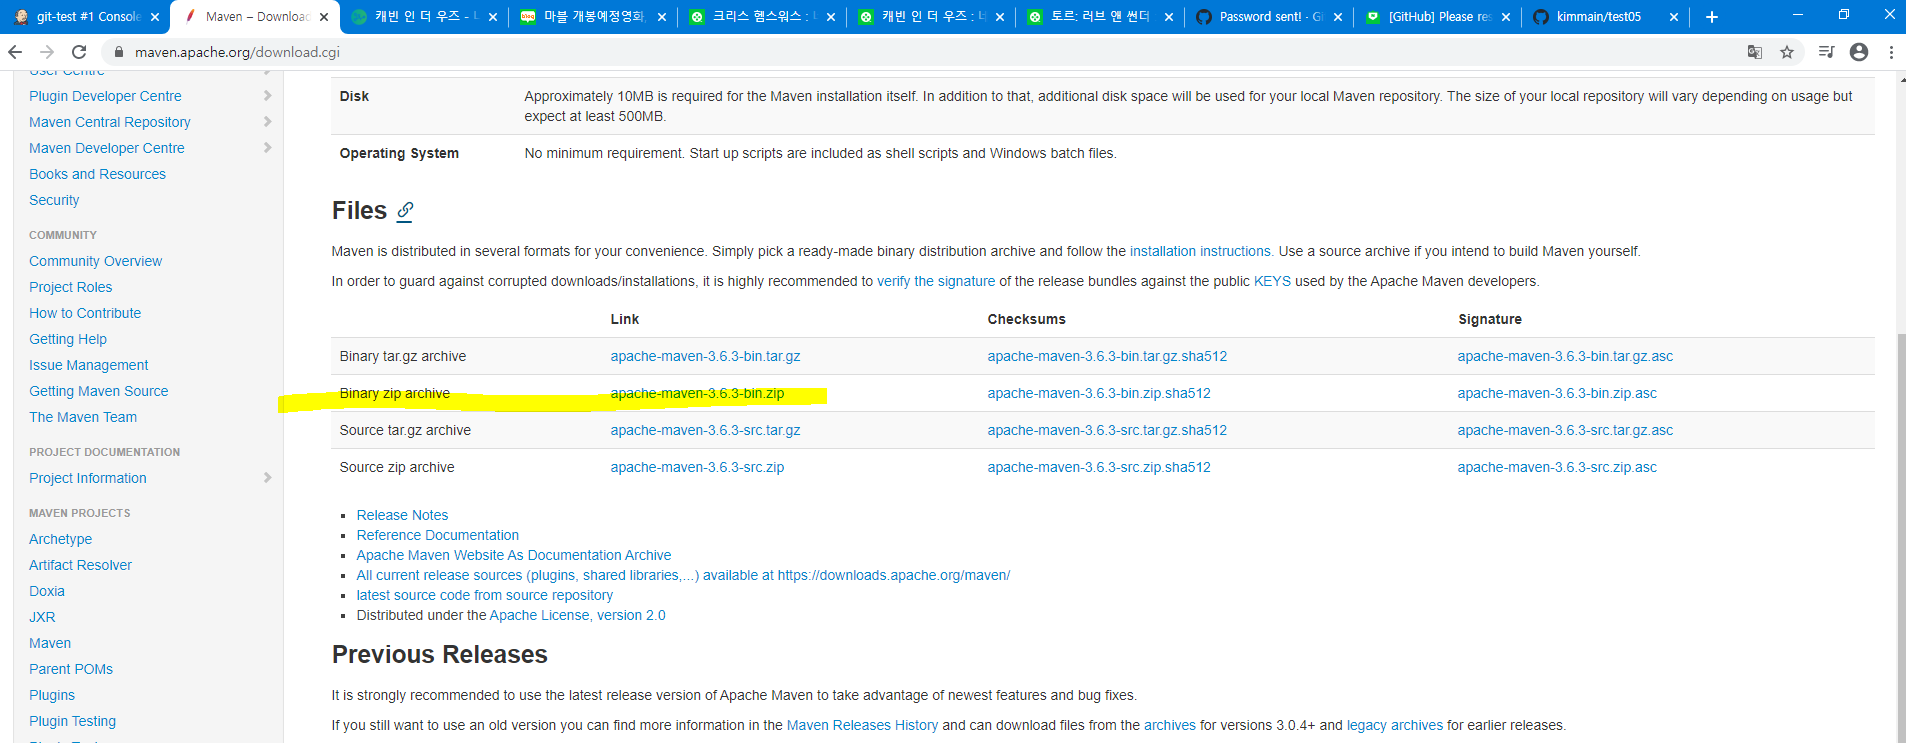 git-test #1 Console
Maven – Download
캐빈 인 더 우즈 -
마블 개봉예정영화
크리스 헴스워스 :
캐빈 인 더 우즈 :
토르: 러브 앤 썬더
Password sent! · Gi
[GitHub] Please res
kimmain/test05
maven.apache.org/download.cgi
User Centre
Plugin Developer Centre
Maven Central Repository
Maven Developer Centre
Books and Resources
Security
COMMUNITY
Community Overview
Project Roles
How to Contribute
Getting Help
Issue Management
Getting Maven Source
The Maven Team
PROJECT DOCUMENTATION
Project Information
MAVEN PROJECTS
Archetype
Artifact Resolver
Doxia
JXR
Maven
Parent POMs
Plugins
Plugin Testing
Disk Approximately 10MB is required for the Maven installation itself. In addition to that, additional disk space will be used for your local Maven repository. The size of your local repository will vary depending on usage but
expect at least 500MB.
Operating System No minimum requirement. Start up scripts are included as shell scripts and Windows batch files.
Files
Maven is distributed in several formats for your convenience. Simply pick a ready-made binary distribution archive and follow the installation instructions. Use a source archive if you intend to build Maven yourself.
In order to guard against corrupted downloads/installations, it is highly recommended to verify the signature of the release bundles against the public KEYS used by the Apache Maven developers.
Link Checksums Signature
Binary tar.gz archive apache-maven-3.6.3-bin.tar.gz apache-maven-3.6.3-bin.tar.gz.sha512 apache-maven-3.6.3-bin.tar.gz.asc
Binary zip archive apache-maven-3.6.3-bin.zip apache-maven-3.6.3-bin.zip.sha512 apache-maven-3.6.3-bin.zip.asc
Source tar.gz archive apache-maven-3.6.3-src.tar.gz apache-maven-3.6.3-src.tar.gz.sha512 apache-maven-3.6.3-src.tar.gz.asc
Source zip archive apache-maven-3.6.3-src.zip apache-maven-3.6.3-src.zip.sha512 apache-maven-3.6.3-src.zip.asc
Release Notes
Reference Documentation
Apache Maven Website As Documentation Archive
All current release sources (plugins, shared libraries,...) available at https://downloads.apache.org/maven/
latest source code from source repository
Distributed under the Apache License, version 2.0
Previous Releases
It is strongly recommended to use the latest release version of Apache Maven to take advantage of newest features and bug fixes.
If you still want to use an old version you can find more information in the Maven Releases History and can download files from the archives for versions 3.0.4+ and legacy archives for earlier releases.